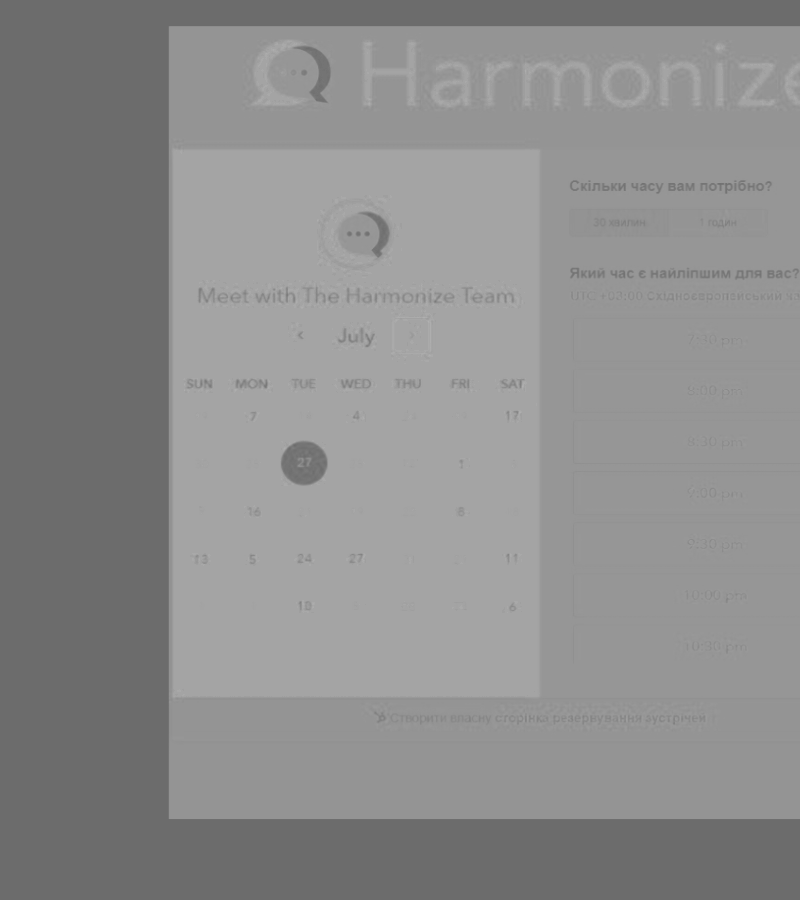 Harmonize
Meet with The Harmonize Team
‹ July ›
SUN MON TUE WED THU FRI SAT
7 4 17
27 1
16 8
13 5 24 27 11
18 6
Скільки часу вам потрібно?
30 хвилин 1 годин
Який час є найліпшим для вас?
UTC +03:00 Східноєвропейський
7:30 pm
8:00 pm
8:30 pm
9:00 pm
9:30 pm
10:00 pm
10:30 pm
Створити власну сторінка резервування зустрічей